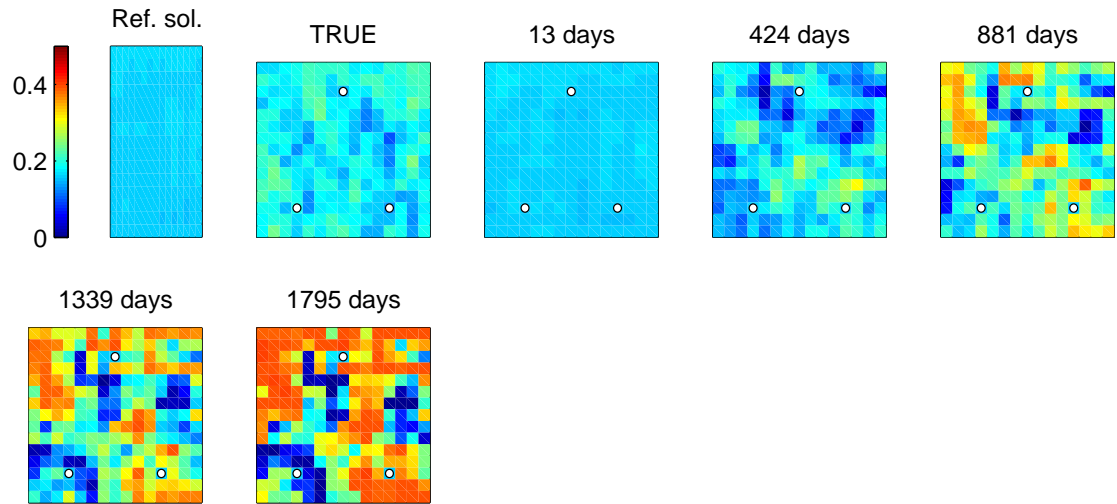 Ref. sol.
TRUE
13 days
424 days
881 days
0.4
0.2
0
1339 days
1795 days